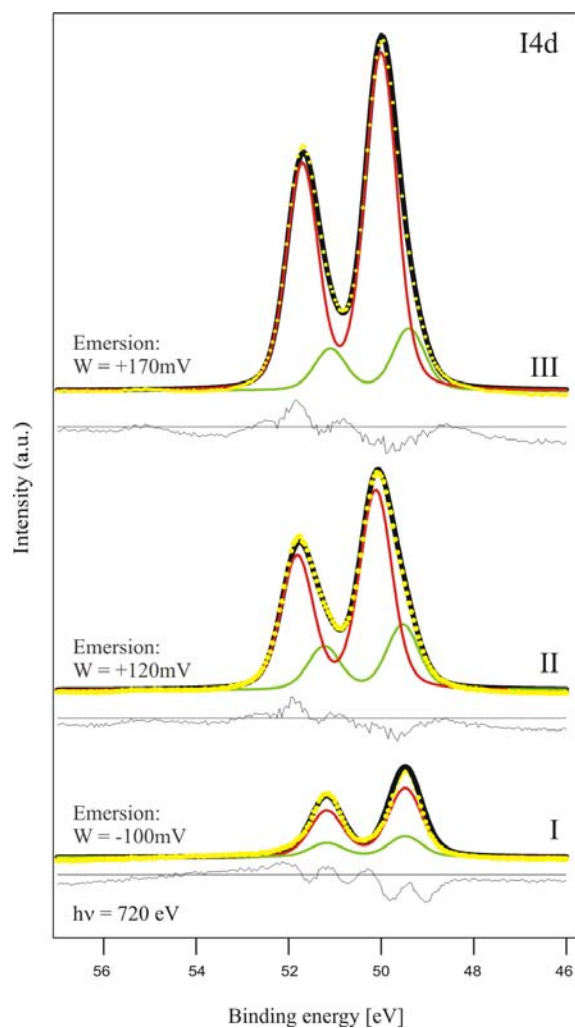 I4d
Emersion:
W = +170mV
III
Intensity (a.u.)
Emersion:
W = +120mV
II
Emersion:
W = -100mV
I
hν = 720 eV
56 54 52 50 48 46
Binding energy [eV]